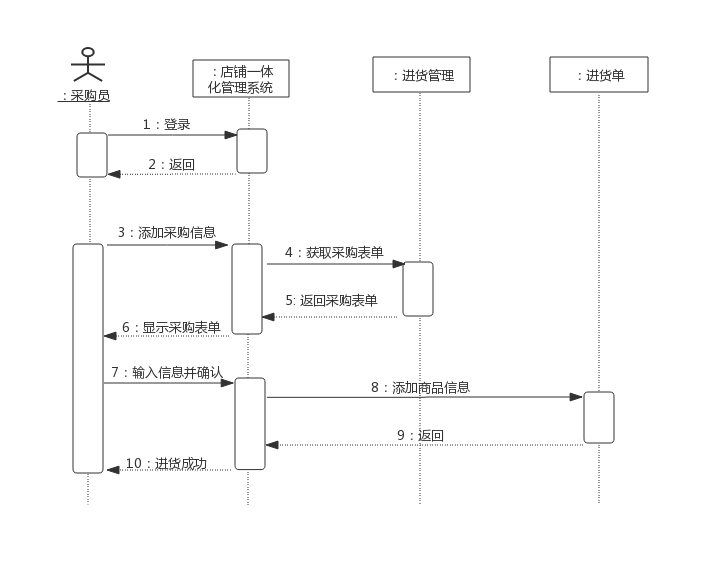 ：店铺一体
化管理系统
：进货管理
：进货单
：采购员
1：登录
2：返回
3：添加采购信息
4：获取采购表单
5: 返回采购表单
6：显示采购表单
7：输入信息并确认
8：添加商品信息
9：返回
10：进货成功